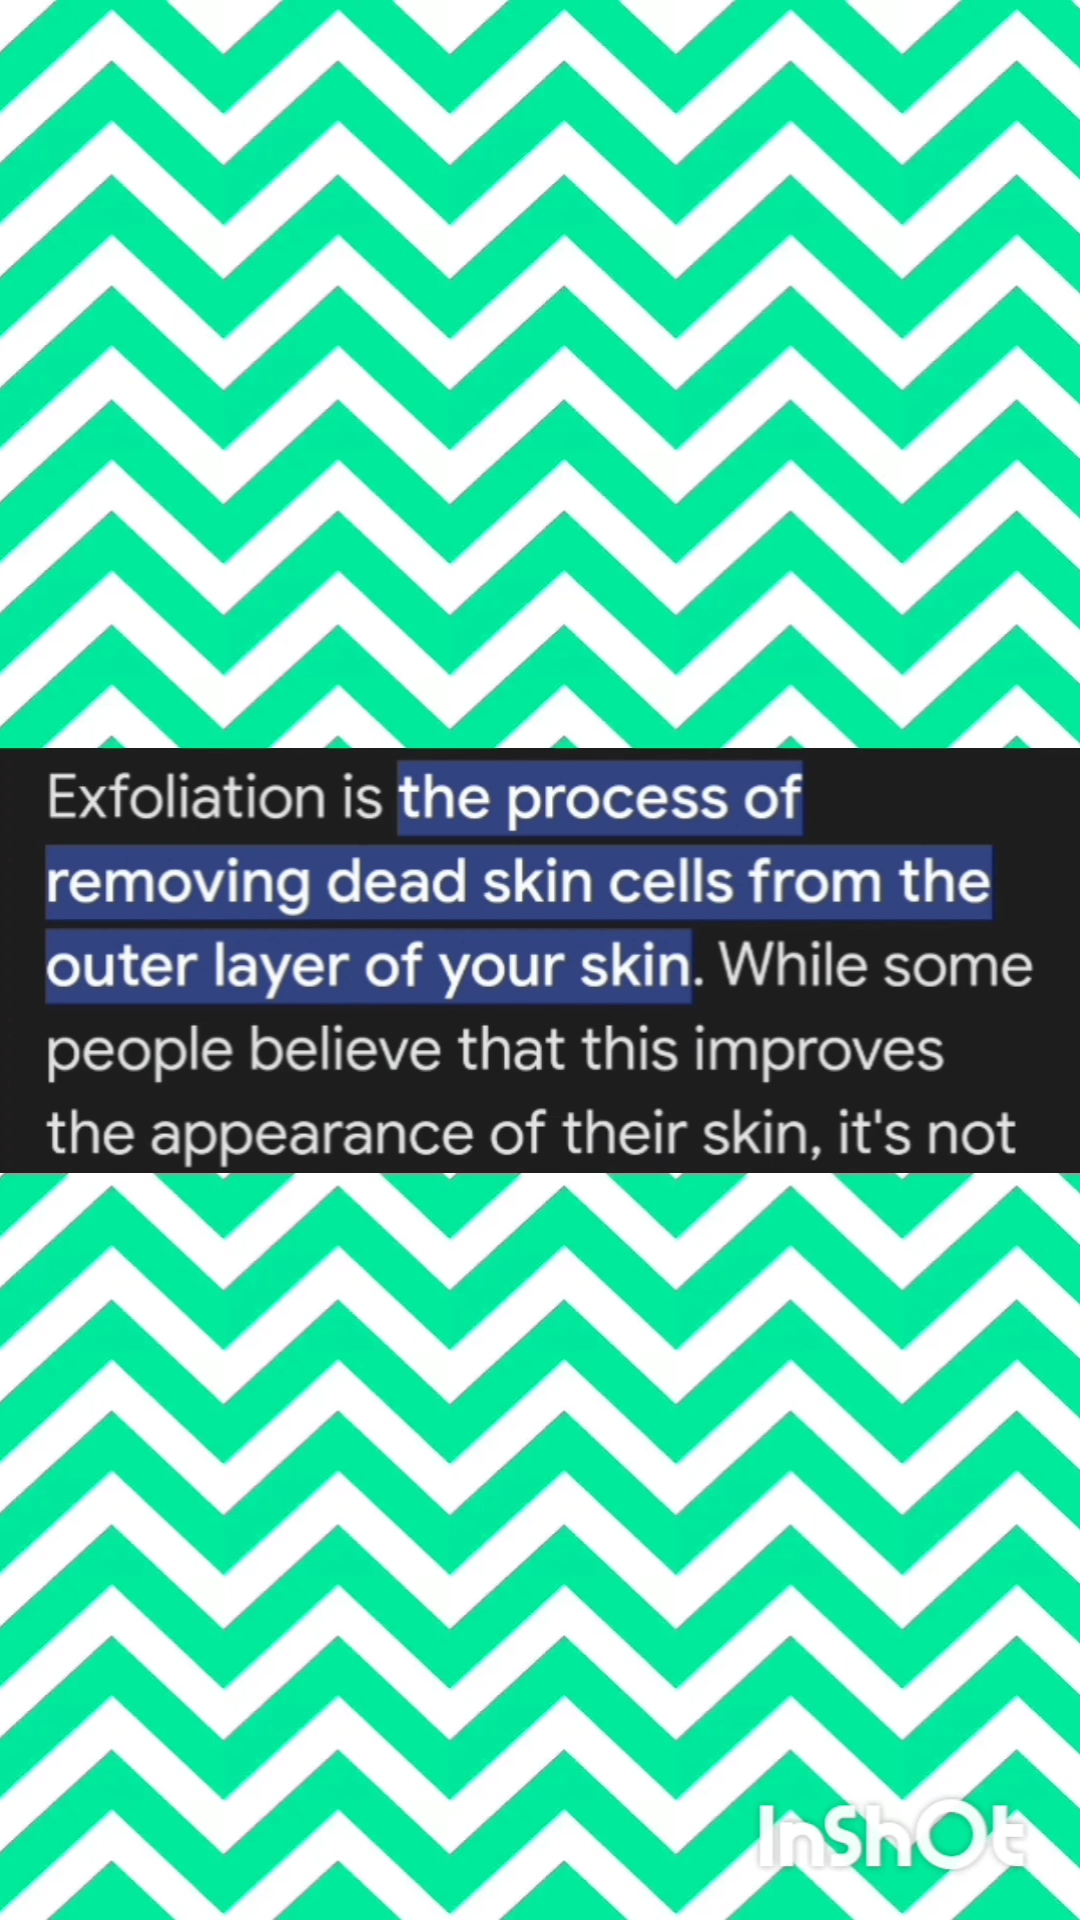 Exfoliation is the process of
removing dead skin cells from the
outer layer of your skin. While some
people believe that this improves
the appearance of their skin, it's not
InShOt